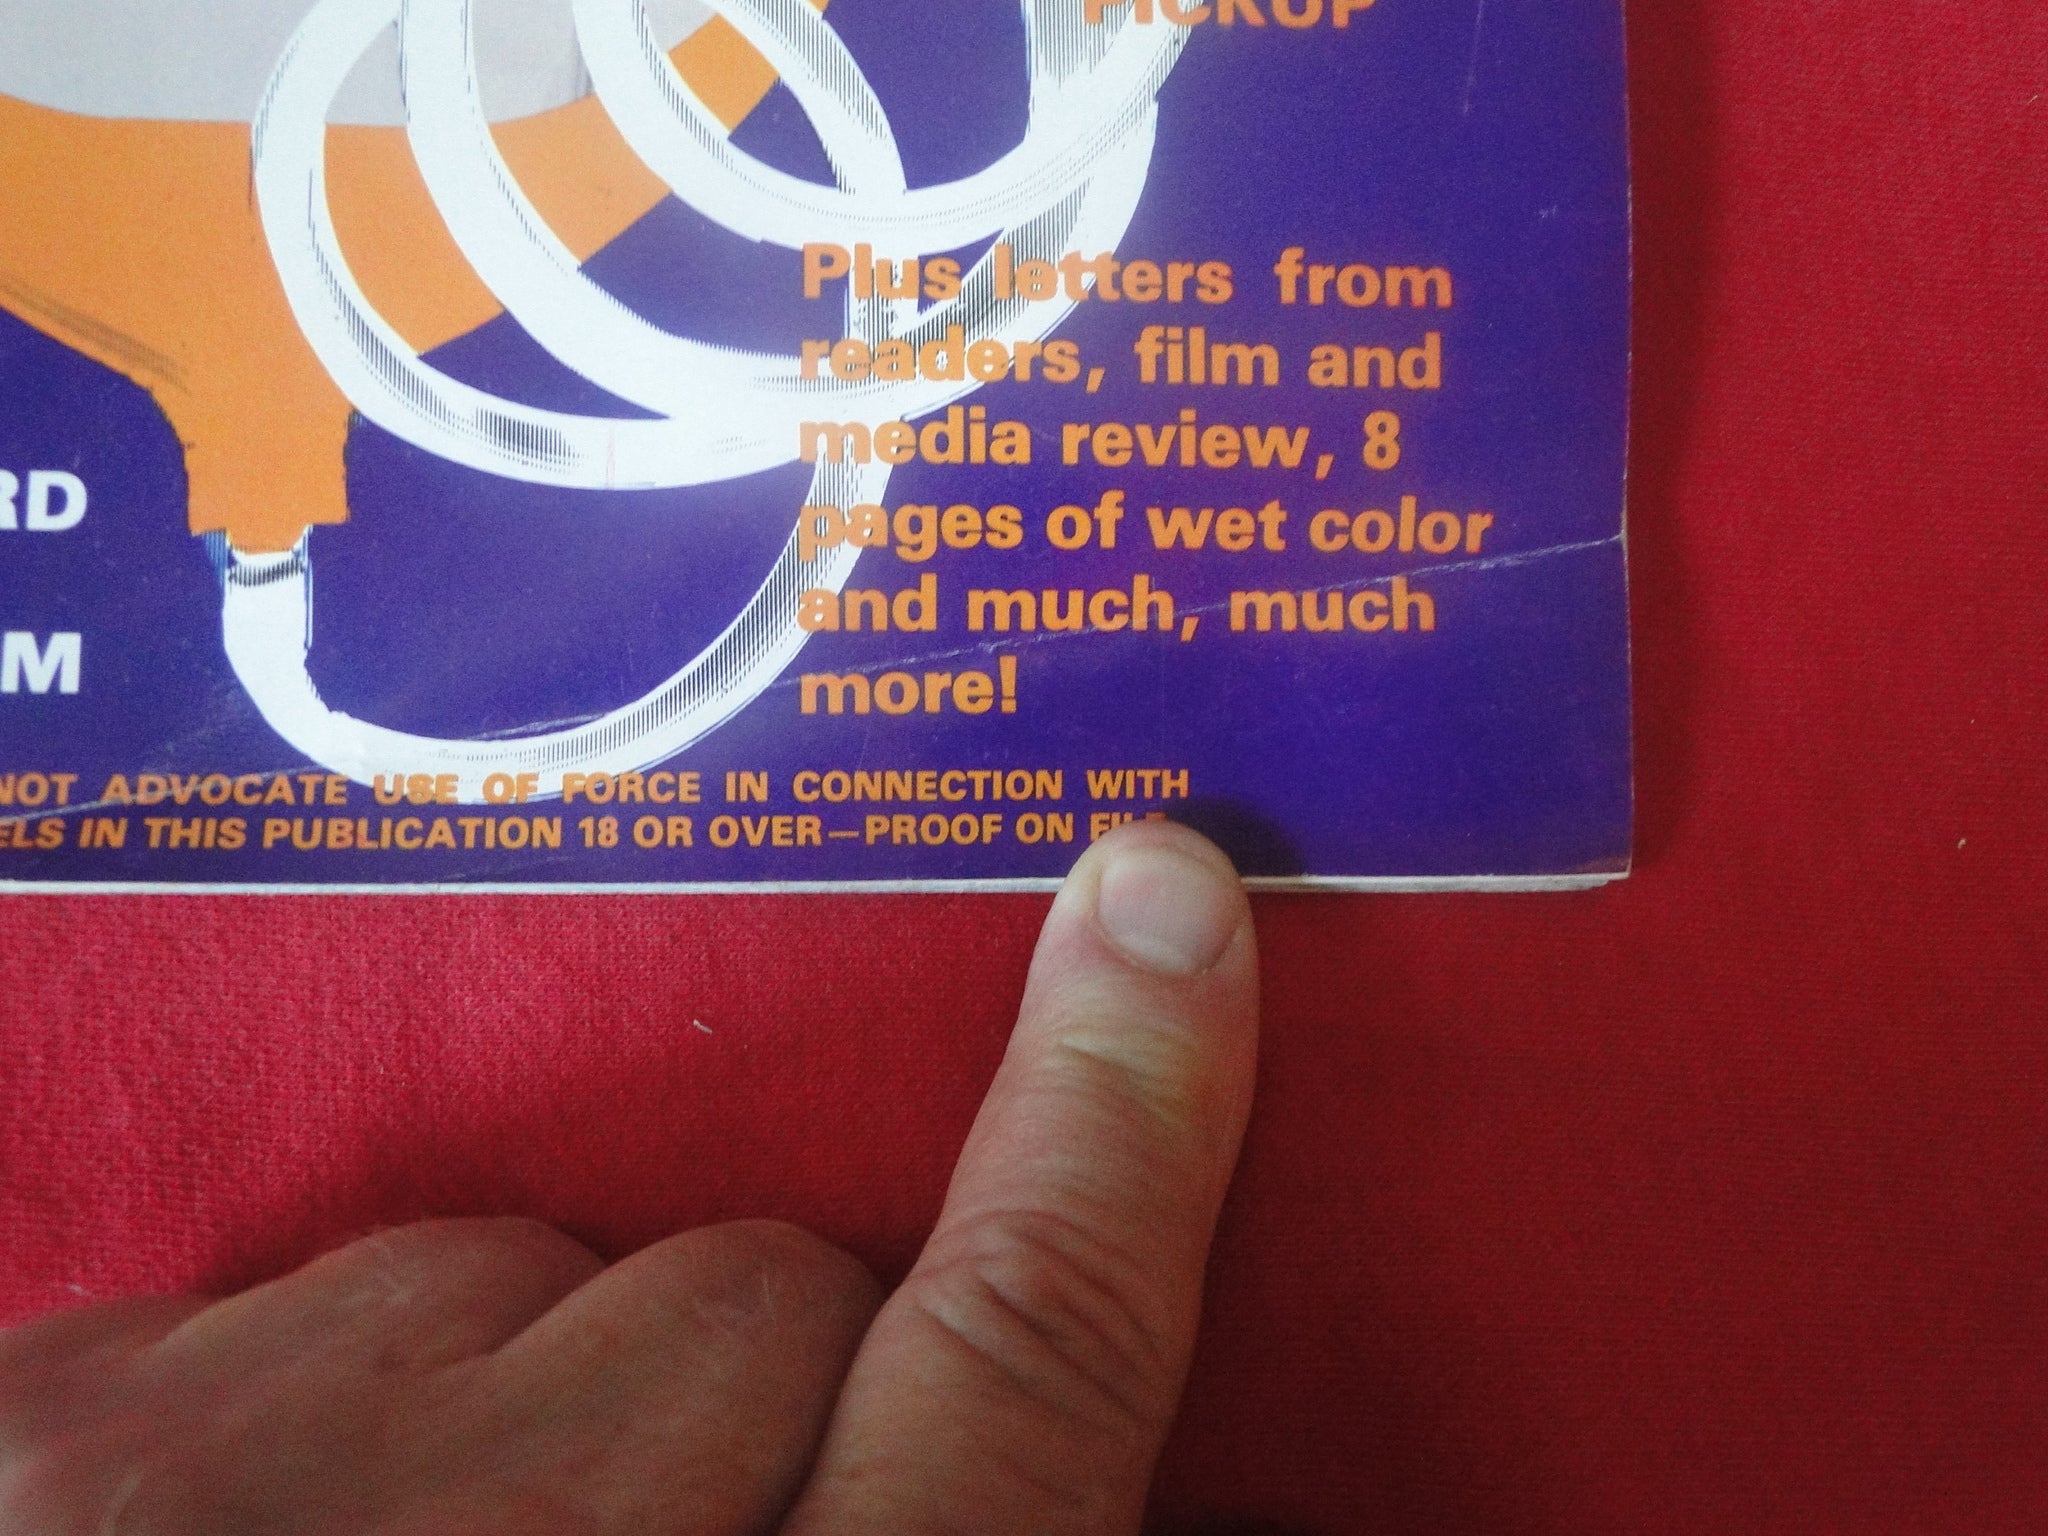 PICKUP
Plus letters from
readers, film and
media review, 8
pages of wet color
and much, much
more!
RD
M
NOT ADVOCATE USE OF FORCE IN CONNECTION WITH
ELS IN THIS PUBLICATION 18 OR OVER—PROOF ON FILE